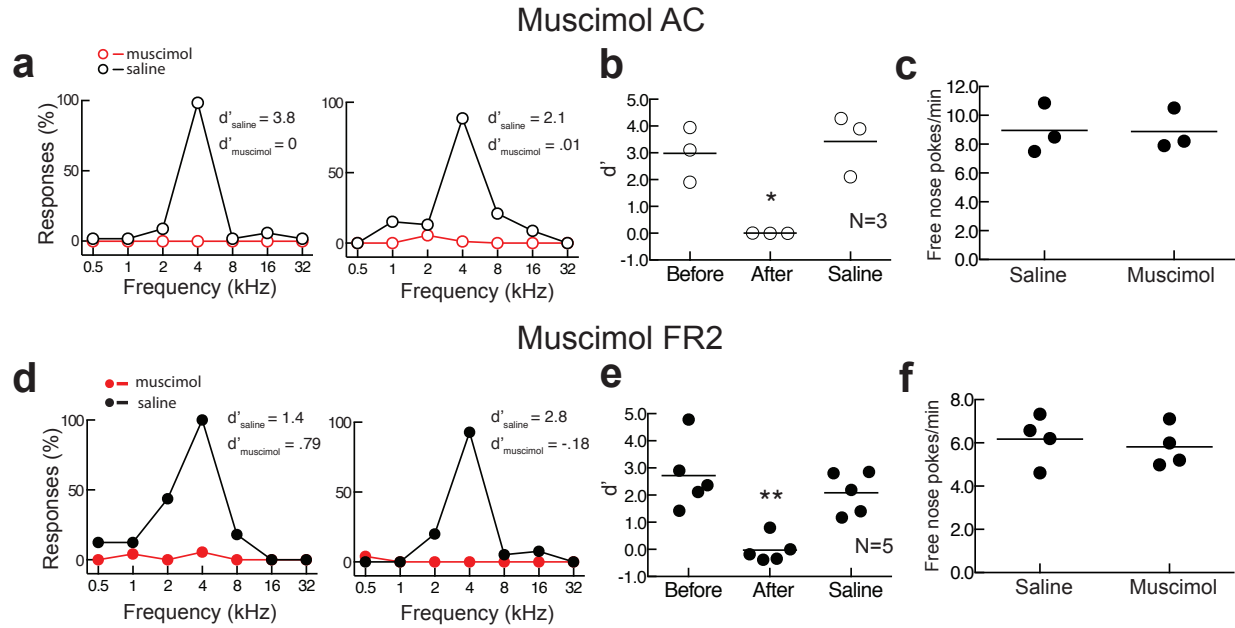 Muscimol AC
a
muscimol
saline
Responses (%)
100
50
0
0.5 1 2 4 8 16 32
Frequency (kHz)
d'saline = 3.8
d'muscimol = 0
100
50
0
0.5 1 2 4 8 16 32
Frequency (kHz)
d'saline = 2.1
d'muscimol = .01
b
d'
5.0
4.0
3.0
2.0
1.0
0.0
-1.0
*
N=3
Before After Saline
c
Free nose pokes/min
12.0
10.0
8.0
6.0
4.0
2.0
0.0
Saline Muscimol
Muscimol FR2
d
muscimol
saline
Responses (%)
100
50
0
0.5 1 2 4 8 16 32
Frequency (kHz)
d'saline = 1.4
d'muscimol = .79
100
50
0
0.5 1 2 4 8 16 32
Frequency (kHz)
d'saline = 2.8
d'muscimol = -.18
e
d'
5.0
4.0
3.0
2.0
1.0
0.0
-1.0
**
N=5
Before After Saline
f
Free nose pokes/min
8.0
6.0
4.0
2.0
0.0
Saline Muscimol